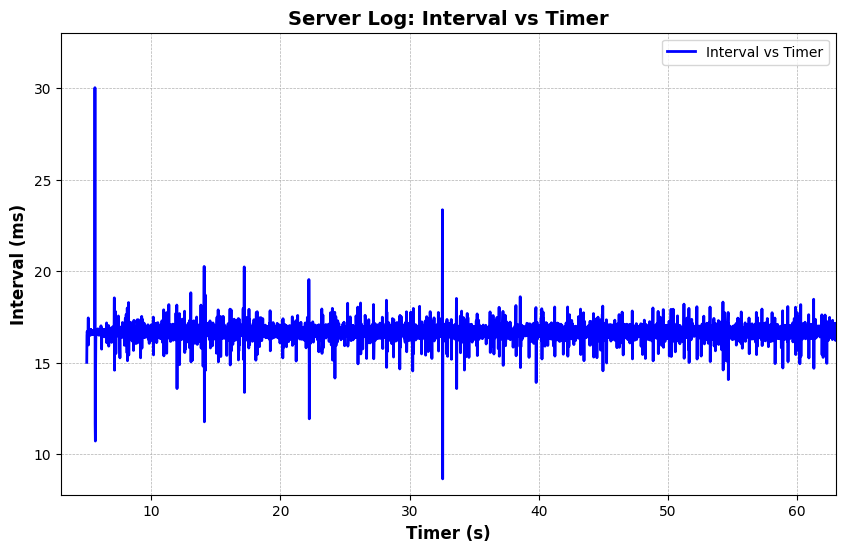 Server Log: Interval vs Timer
Interval vs Timer
Interval (ms)
30
25
20
15
10
10 20 30 40 50 60
Timer (s)